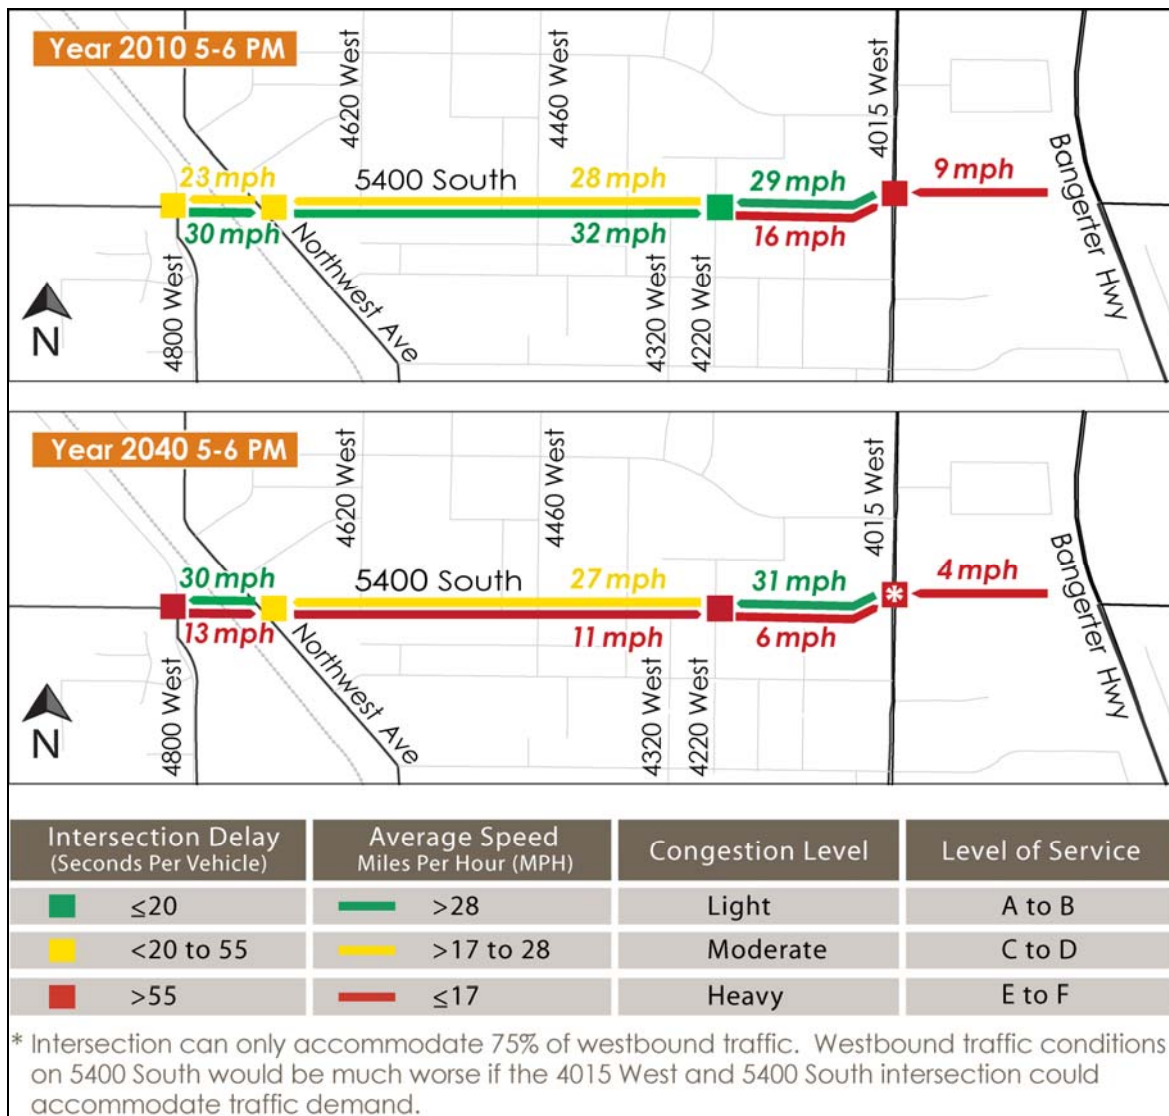 Year 2010 5-6 PM
4620 West
4460 West
4015 West
23 mph
5400 South
28 mph
29 mph
9 mph
30 mph
32 mph
16 mph
Bangerter Hwy
Northwest Ave
4800 West
4320 West
4220 West
N
Year 2040 5-6 PM
4620 West
4460 West
4015 West
30 mph
5400 South
27 mph
31 mph
4 mph
*
13 mph
11 mph
6 mph
Bangerter Hwy
Northwest Ave
4800 West
4320 West
4220 West
N
Intersection Delay
(Seconds Per Vehicle)
Average Speed
Miles Per Hour (MPH)
Congestion Level
Level of Service
≤20
>28
Light
A to B
<20 to 55
>17 to 28
Moderate
C to D
>55
≤17
Heavy
E to F
* Intersection can only accommodate 75% of westbound traffic. Westbound traffic conditions
on 5400 South would be much worse if the 4015 West and 5400 South intersection could
accommodate traffic demand.